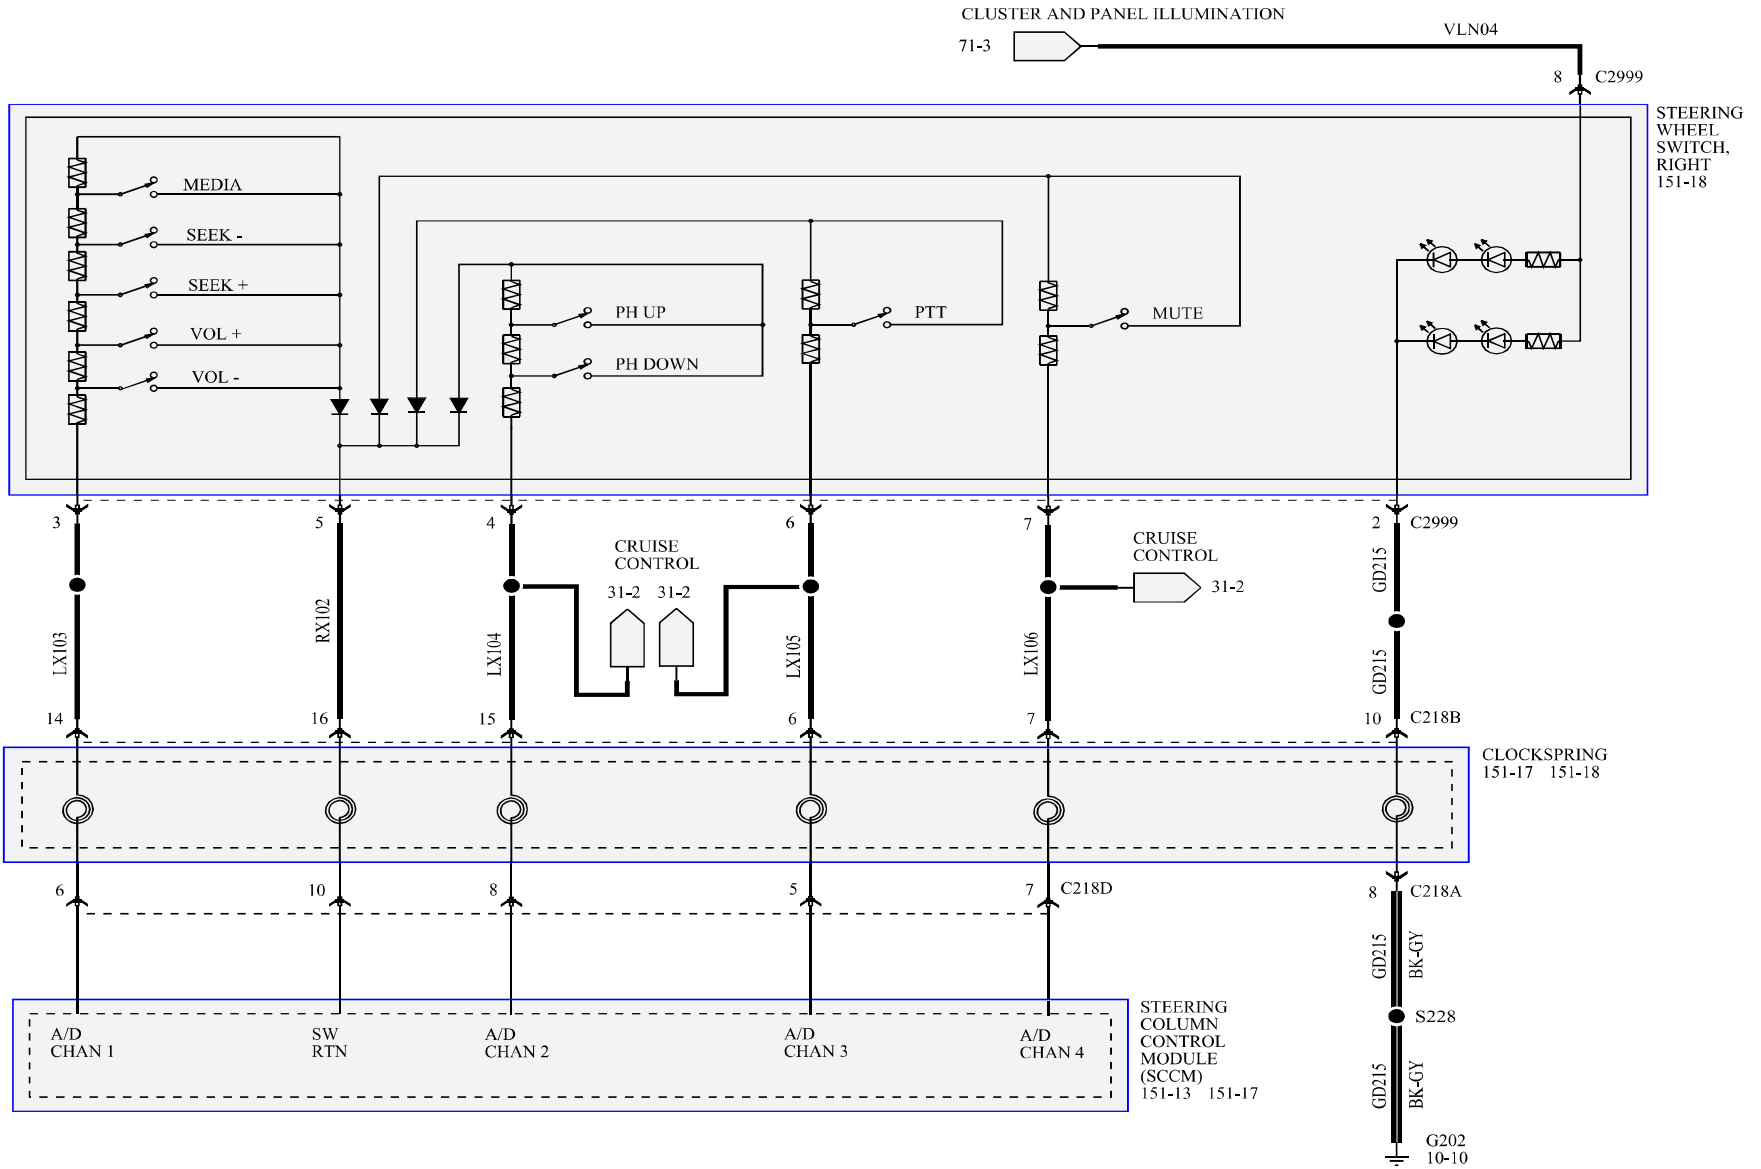 CLUSTER AND PANEL ILLUMINATION
71-3
VLN04
8 C2999
STEERING
WHEEL
SWITCH,
RIGHT
151-18
MEDIA
SEEK -
SEEK +
VOL +
VOL -
PH UP
PH DOWN
PTT
MUTE
3 5 4 6 7 2 C2999
CRUISE
CONTROL
31-2 31-2
CRUISE
CONTROL
31-2
GD215
LX103
RX102
LX104
LX105
LX106
GD215
14 16 15 6 7 10 C218B
CLOCKSPRING
151-17 151-18
6 10 8 5 7 C218D
8 C218A
GD215
BK-GY
A/D
CHAN 1
SW
RTN
A/D
CHAN 2
A/D
CHAN 3
A/D
CHAN 4
STEERING
COLUMN
CONTROL
MODULE
(SCCM)
151-13 151-17
S228
GD215
BK-GY
G202
10-10